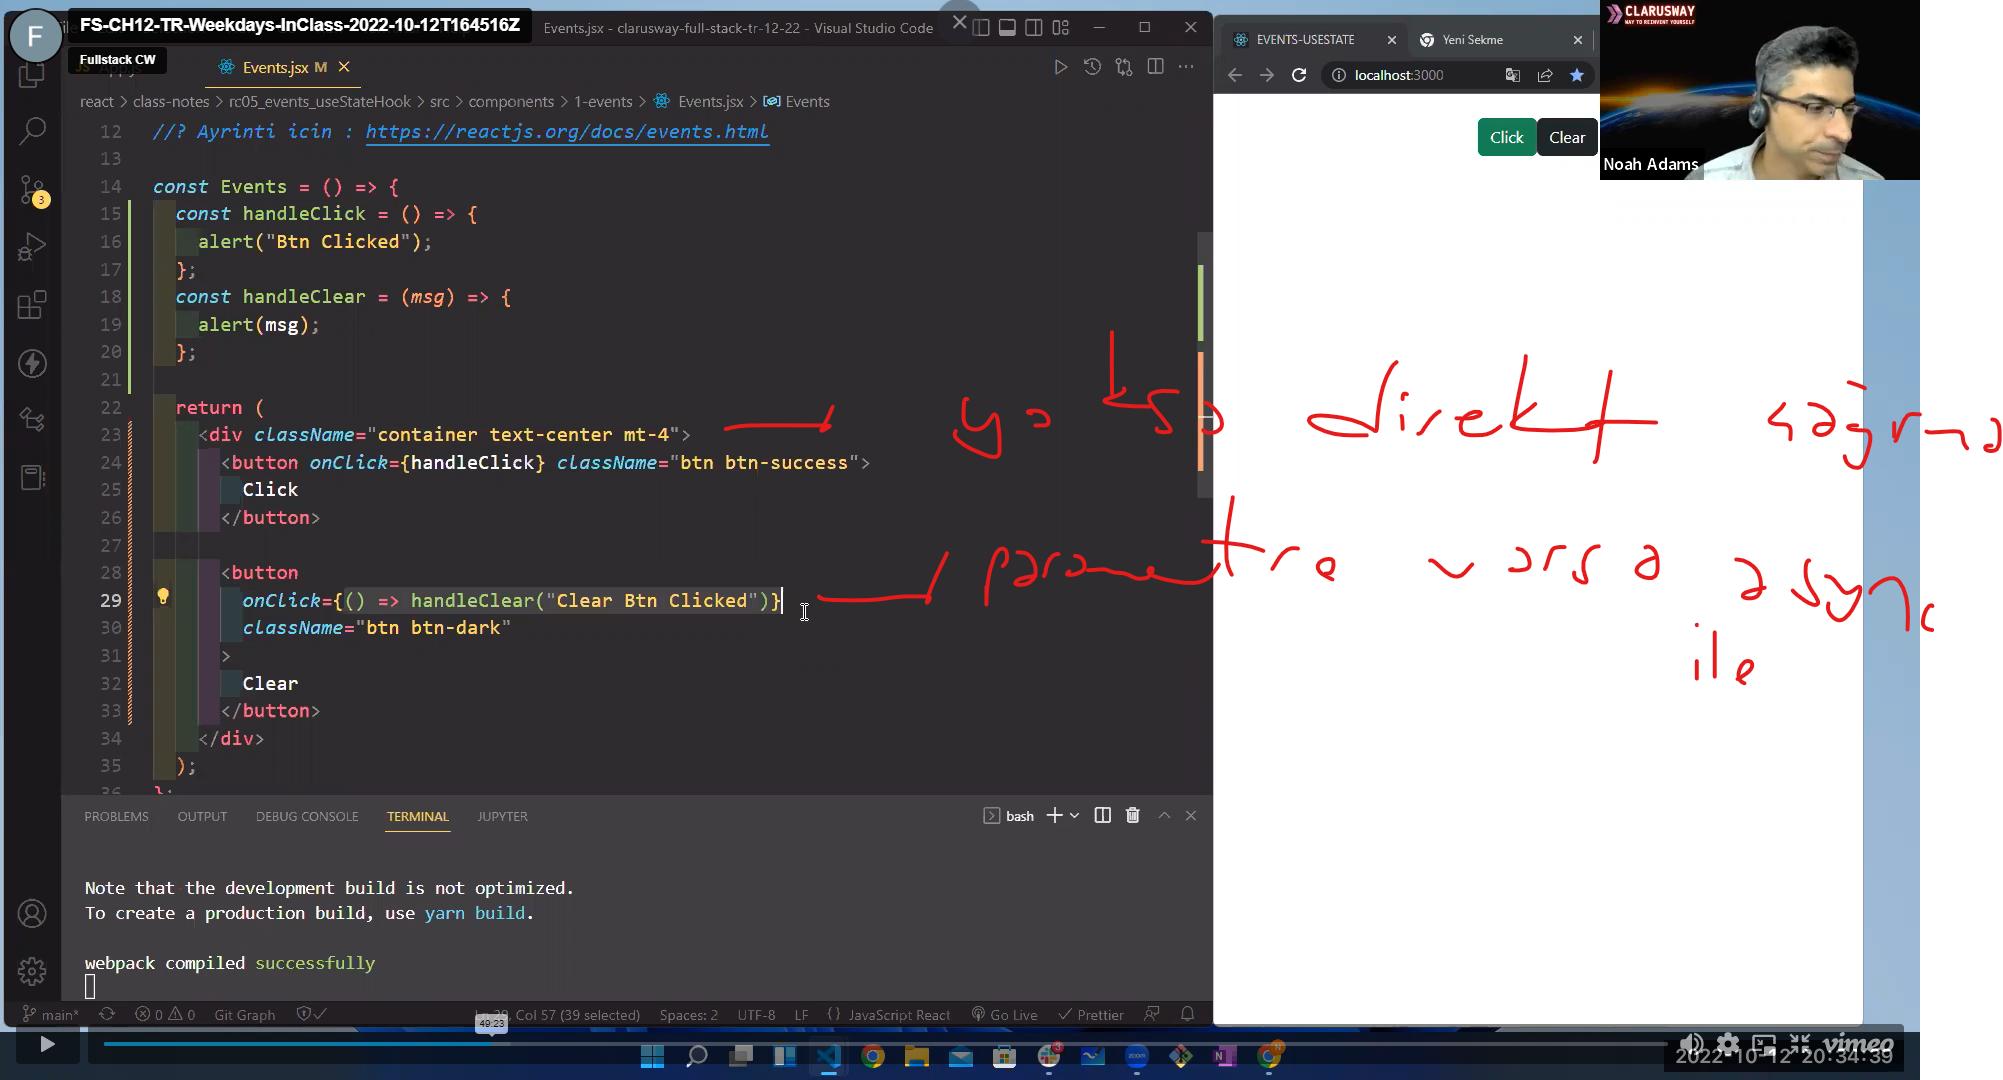 FS-CH12-TR-Weekdays-InClass-2022-10-12T164516Z
Fullstack CW
Events.jsx - clarusway-full-stack-tr-12-22 - Visual Studio Code
Events.jsx M
react > class-notes > rc05_events_useStateHook > src > components > 1-events > Events.jsx > Events
12 //? Ayrinti icin : https://reactjs.org/docs/events.html
13
14 const Events = () => {
15 const handleClick = () => {
16 alert("Btn Clicked");
17 };
18 const handleClear = (msg) => {
19 alert(msg);
20 };
21
22 return (
23 <div className="container text-center mt-4">
24 <button onClick={handleClick} className="btn btn-success">
25 Click
26 </button>
27
28 <button
29 onClick={() => handleClear("Clear Btn Clicked")}
30 className="btn btn-dark"
31 >
32 Clear
33 </button>
34 </div>
35 );
36 };
PROBLEMS OUTPUT DEBUG CONSOLE TERMINAL JUPYTER
bash
Note that the development build is not optimized.
To create a production build, use yarn build.
webpack compiled successfully
main* 0 0 Git Graph Col 57 (39 selected) Spaces: 2 UTF-8 LF {} JavaScript React Go Live Prettier
49:23
EVENTS-USESTATE
Yeni Sekme
localhost:3000
Click Clear
CLARUSWAY
WAY TO REINVENT YOURSELF
Noah Adams
yoksa direkt
parametre varsa async
ile
vimeo
2022-10-12 20:34:39
F
3